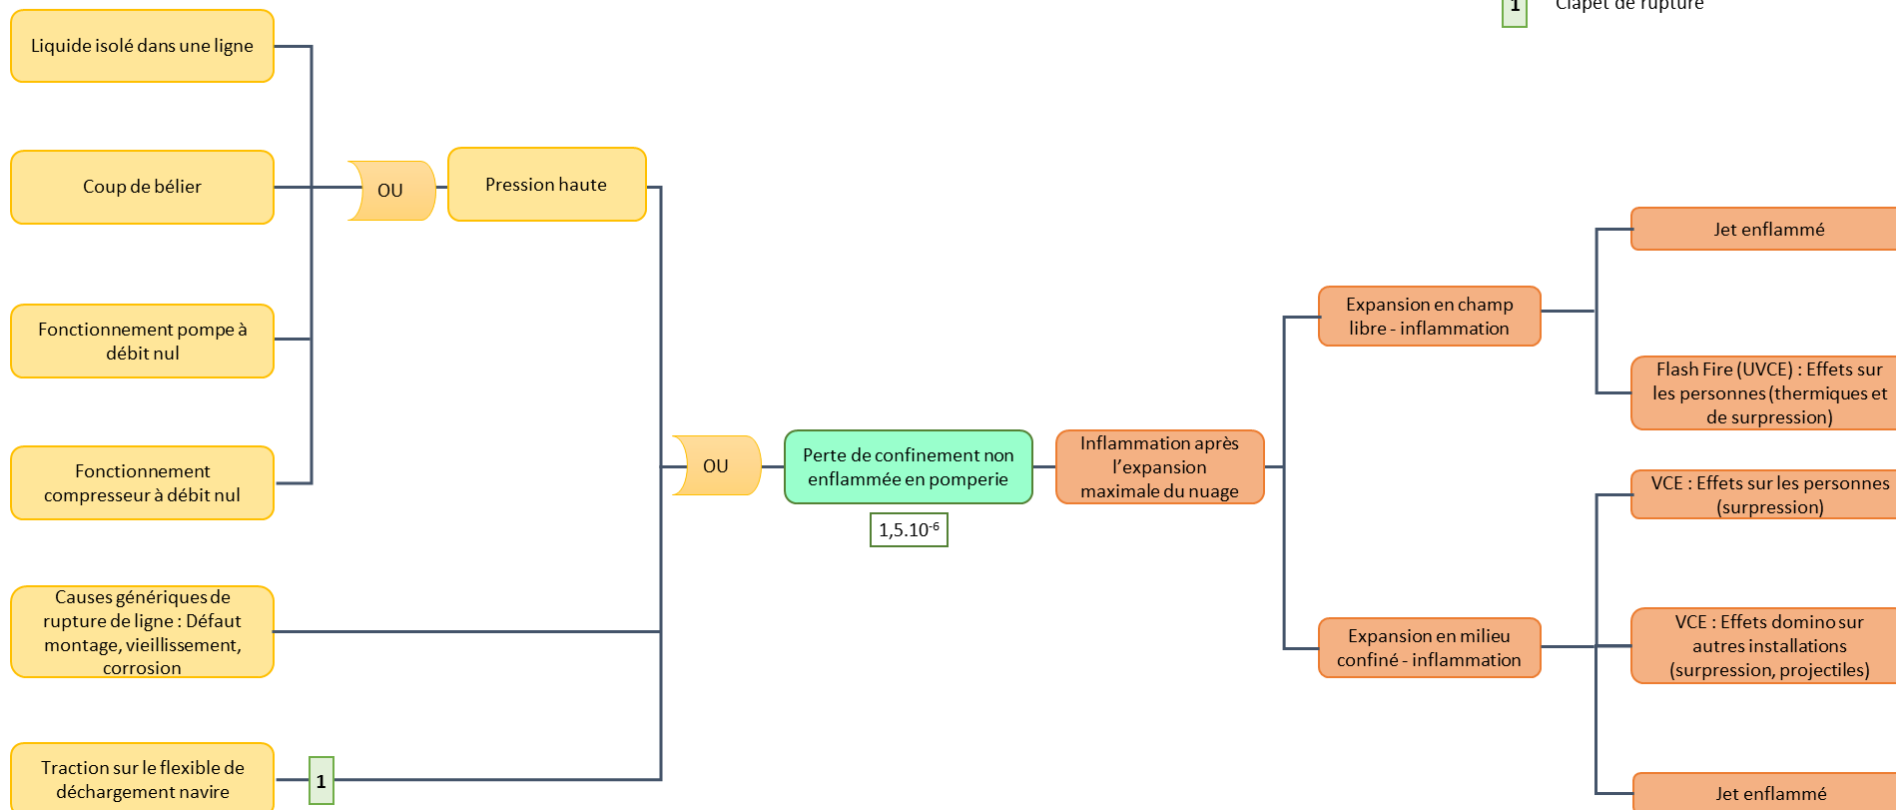 1 Clapet de rupture
Liquide isolé dans une ligne
Coup de bélier
OU
Pression haute
Jet enflammé
Expansion en champ
libre - inflammation
Fonctionnement pompe à
débit nul
Flash Fire (UVCE) : Effets sur
les personnes (thermiques et
de surpression)
Fonctionnement
compresseur à débit nul
OU
Perte de confinement non
enflammée en pomperie
1,5.10⁻⁶
Inflammation après
l’expansion
maximale du nuage
VCE : Effets sur les personnes
(surpression)
Causes génériques de
rupture de ligne : Défaut
montage, vieillissement,
corrosion
Expansion en milieu
confiné - inflammation
VCE : Effets domino sur
autres installations
(surpression, projectiles)
Traction sur le flexible de
déchargement navire
1
Jet enflammé